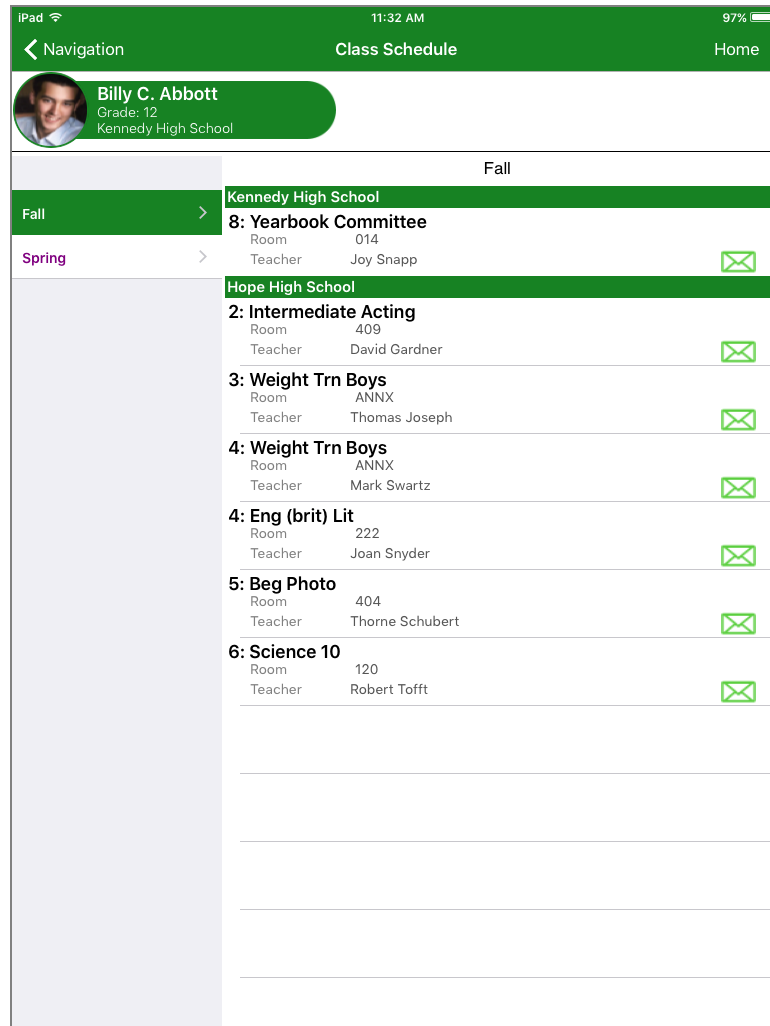 iPad 11:32 AM 97%
Navigation Class Schedule Home
Billy C. Abbott
Grade: 12
Kennedy High School
Fall
Spring
Fall
Kennedy High School
8: Yearbook Committee
Room 014
Teacher Joy Snapp
Hope High School
2: Intermediate Acting
Room 409
Teacher David Gardner
3: Weight Trn Boys
Room ANNX
Teacher Thomas Joseph
4: Weight Trn Boys
Room ANNX
Teacher Mark Swartz
4: Eng (brit) Lit
Room 222
Teacher Joan Snyder
5: Beg Photo
Room 404
Teacher Thorne Schubert
6: Science 10
Room 120
Teacher Robert Tofft